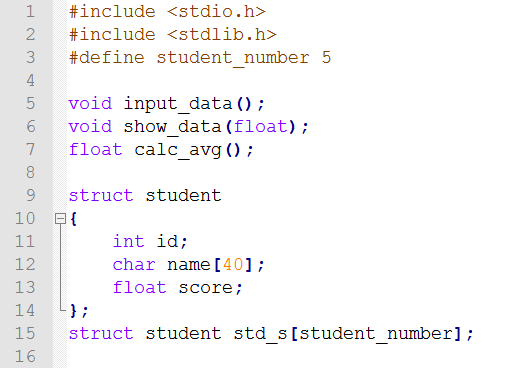 1 #include <stdio.h>
2 #include <stdlib.h>
3 #define student_number 5
4
5 void input_data();
6 void show_data(float);
7 float calc_avg();
8
9 struct student
10 {
11     int id;
12     char name[40];
13     float score;
14 };
15 struct student std_s[student_number];
16